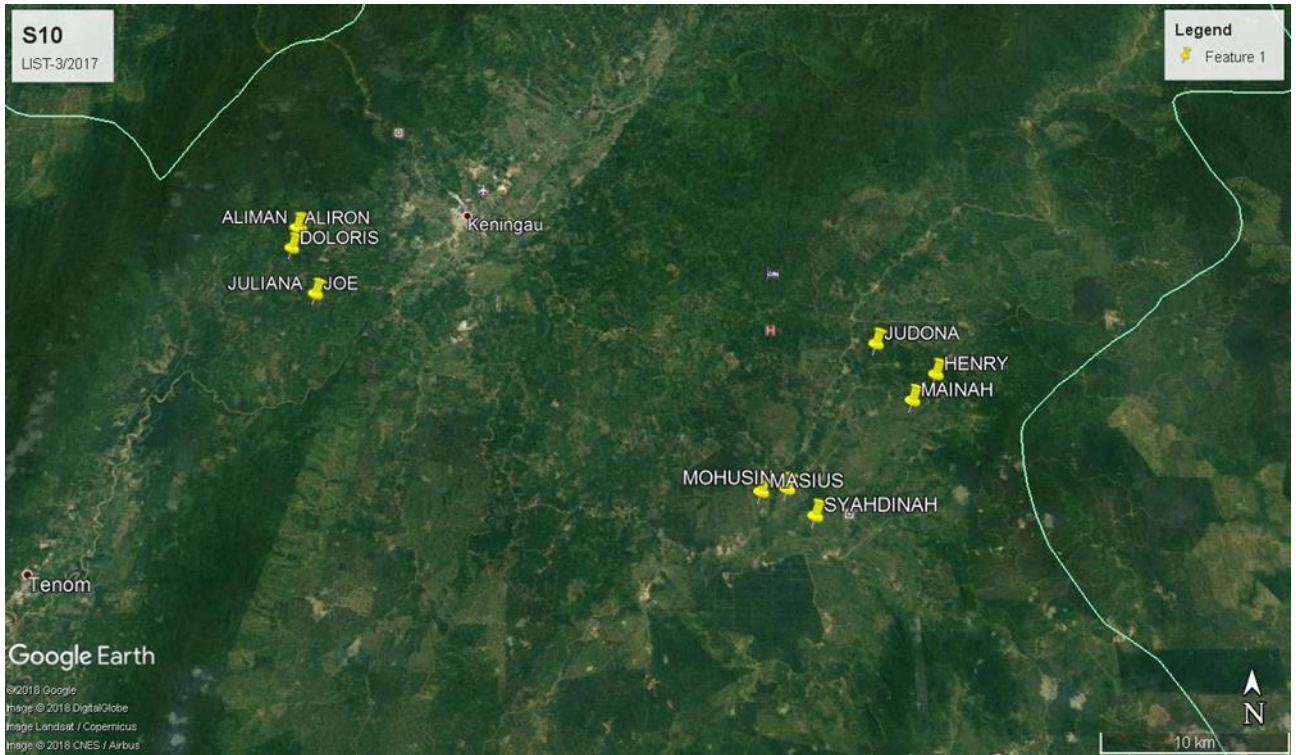 S10
LIST-3/2017
Legend
Feature 1
Keningau
ALIMAN ALIRON
DOLORIS
JULIANA JOE
JUDONA
HENRY
MAINAH
MOHUSIN MASIUS
SYAHDINAH
H
Tenom
Google Earth
©2018 Google
Image © 2018 DigitalGlobe
Image Landsat / Copernicus
Image © 2018 CNES / Airbus
N
10 km